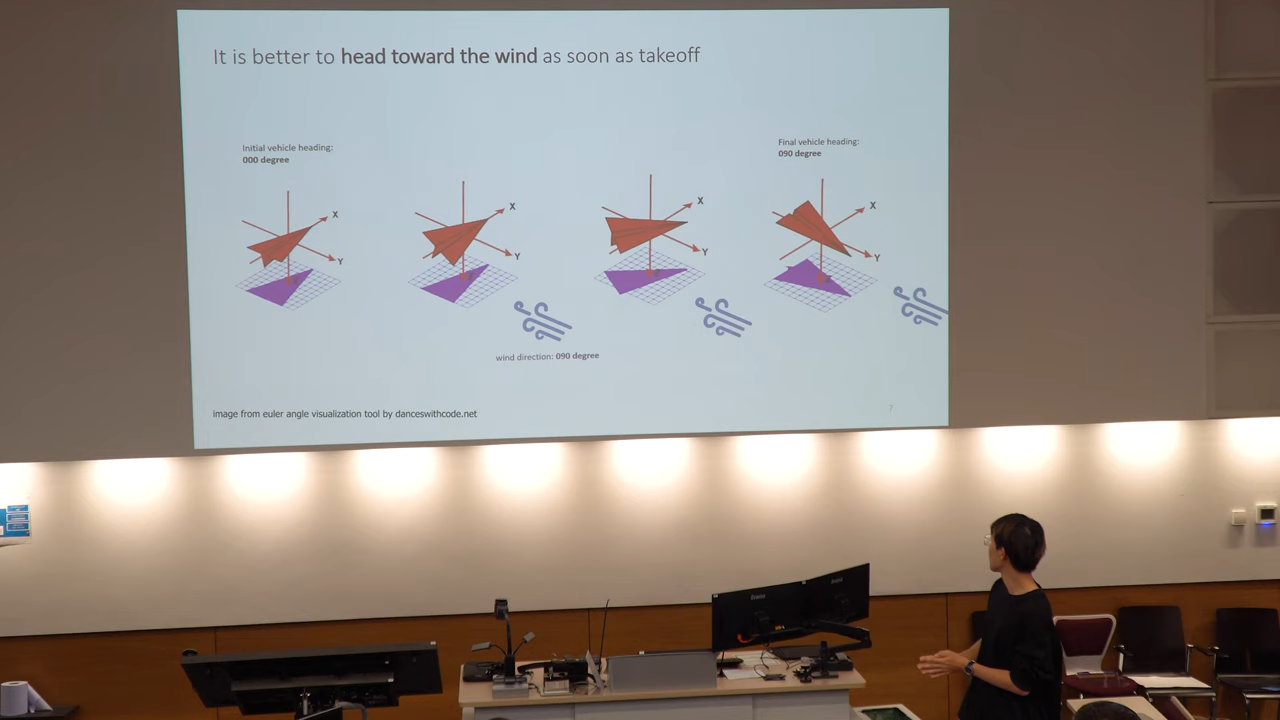 It is better to head toward the wind as soon as takeoff
Initial vehicle heading:
000 degree
Final vehicle heading:
090 degree
X
Y
X
Y
X
Y
X
Y
wind direction: 090 degree
image from euler angle visualization tool by danceswithcode.net
7